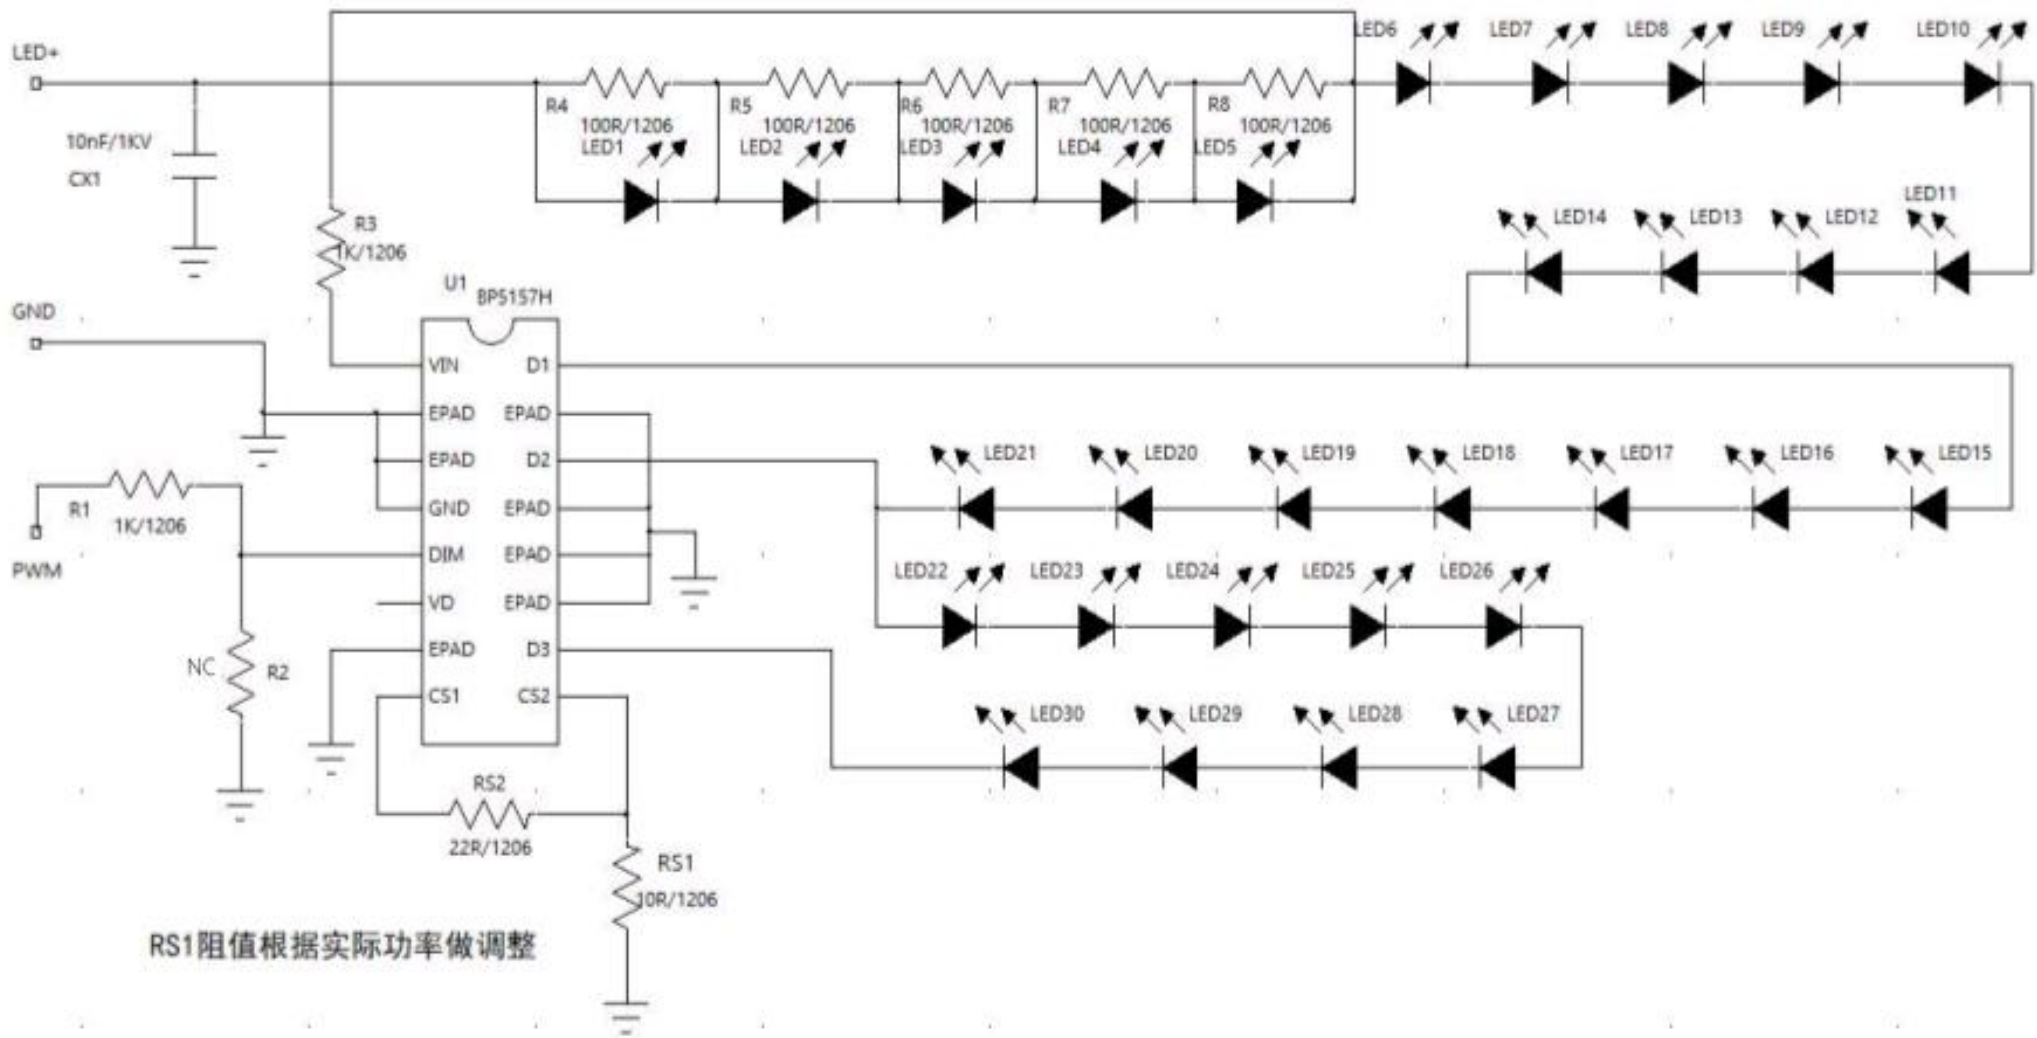 LED+
10nF/1KV
CX1
R4
100R/1206
LED1
R5
100R/1206
LED2
R6
100R/1206
LED3
R7
100R/1206
LED4
R8
100R/1206
LED5
LED6
LED7
LED8
LED9
LED10
LED14
LED13
LED12
LED11
R3
1K/1206
GND
U1
BP5157H
VIN
EPAD
EPAD
GND
DIM
VD
EPAD
CS1
D1
EPAD
D2
EPAD
EPAD
EPAD
D3
CS2
R1
1K/1206
PWM
NC
R2
LED21
LED20
LED19
LED18
LED17
LED16
LED15
LED22
LED23
LED24
LED25
LED26
LED30
LED29
LED28
LED27
RS2
22R/1206
RS1
10R/1206
RS1阻值根据实际功率做调整